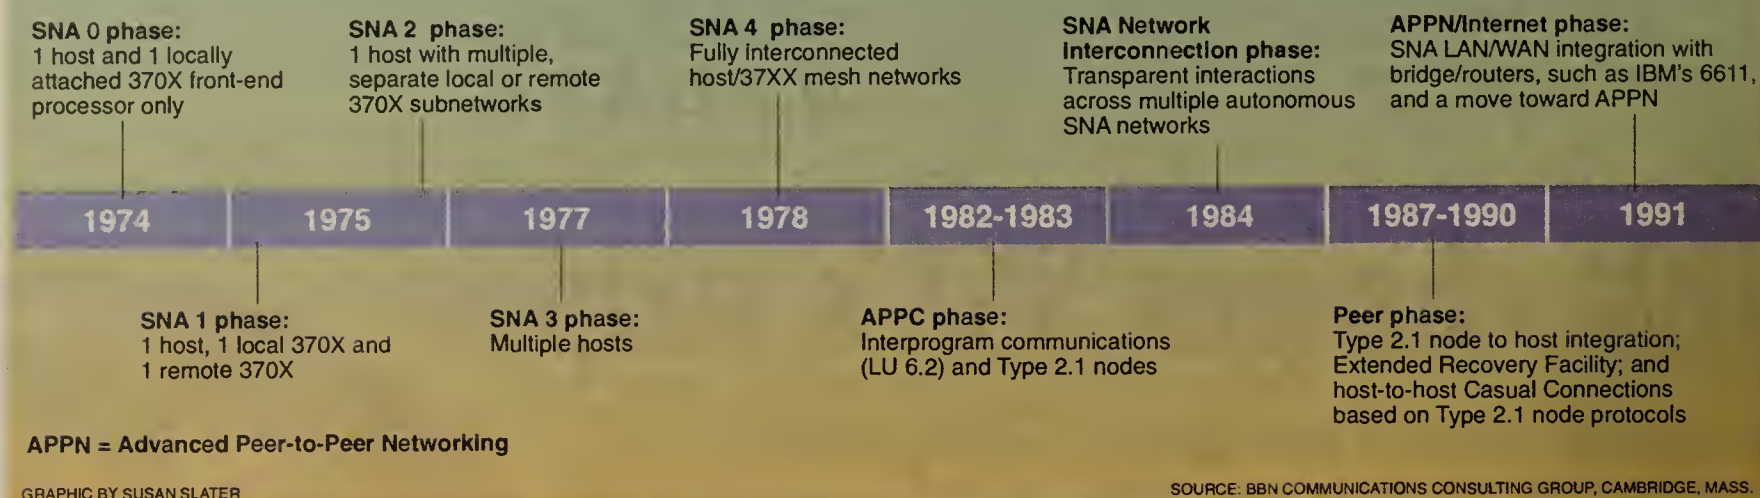 SNA 0 phase:
1 host and 1 locally
attached 370X front-end
processor only
SNA 2 phase:
1 host with multiple,
separate local or remote
370X subnetworks
SNA 4 phase:
Fully interconnected
host/37XX mesh networks
SNA Network
Interconnection phase:
Transparent interactions
across multiple autonomous
SNA networks
APPN/Internet phase:
SNA LAN/WAN integration with
bridge/routers, such as IBM's 6611,
and a move toward APPN
1974
1975
1977
1978
1982-1983
1984
1987-1990
1991
SNA 1 phase:
1 host, 1 local 370X and
1 remote 370X
SNA 3 phase:
Multiple hosts
APPC phase:
Interprogram communications
(LU 6.2) and Type 2.1 nodes
Peer phase:
Type 2.1 node to host integration;
Extended Recovery Facility; and
host-to-host Casual Connections
based on Type 2.1 node protocols
APPN = Advanced Peer-to-Peer Networking
GRAPHIC BY SUSAN SLATER
SOURCE: BBN COMMUNICATIONS CONSULTING GROUP, CAMBRIDGE, MASS.